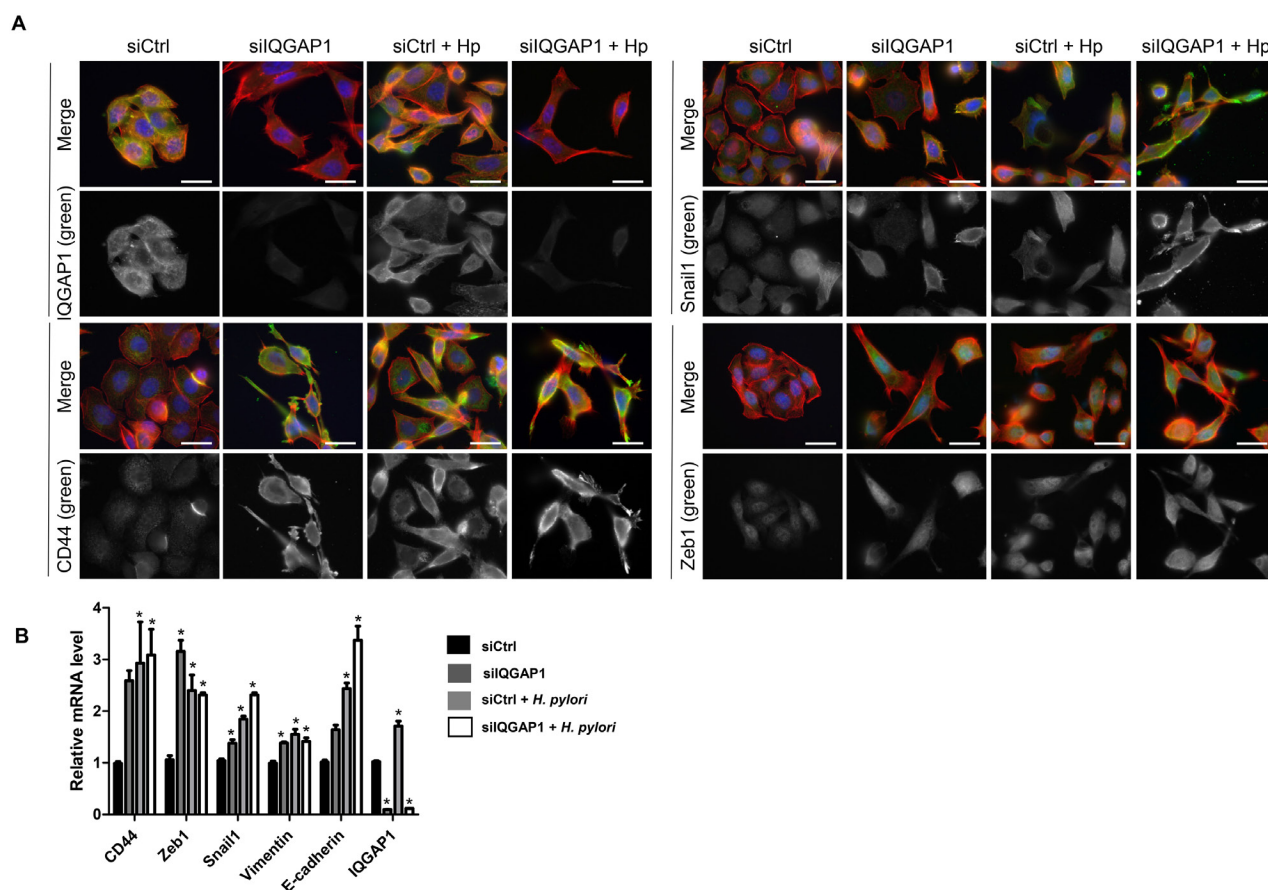 A
siCtrl siIQGAP1 siCtrl + Hp siIQGAP1 + Hp
siCtrl siIQGAP1 siCtrl + Hp siIQGAP1 + Hp
Merge
IQGAP1 (green)
Merge
CD44 (green)
Merge
Snail1 (green)
Merge
Zeb1 (green)
B
Relative mRNA level
4
3
2
1
0
* * * * * * * * * * * * * * * *
CD44 Zeb1 Snail1 Vimentin E-cadherin IQGAP1
siCtrl
siIQGAP1
siCtrl + H. pylori
siIQGAP1 + H. pylori